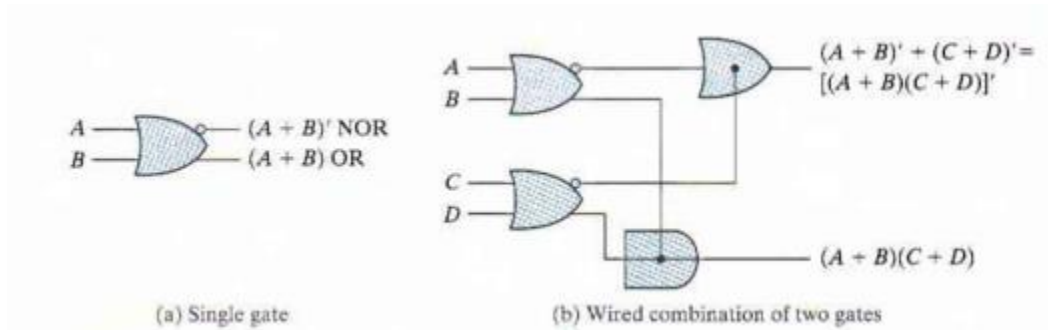 A
B
(A + B)' NOR
(A + B) OR
(a) Single gate
A
B
C
D
(A + B)' + (C + D)' =
[(A + B)(C + D)]'
(A + B)(C + D)
(b) Wired combination of two gates